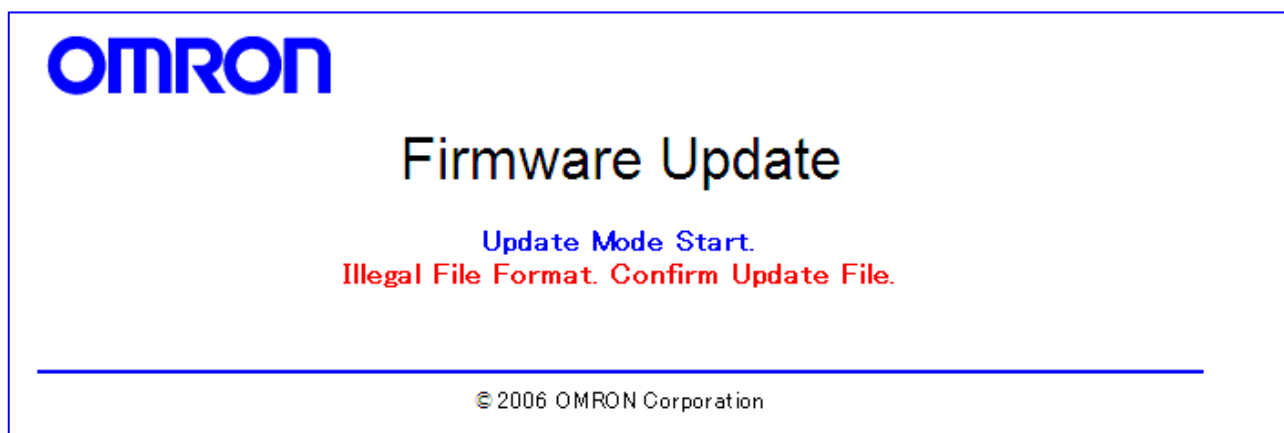 OMRON
Firmware Update
Update Mode Start.
Illegal File Format. Confirm Update File.
© 2006 OMRON Corporation